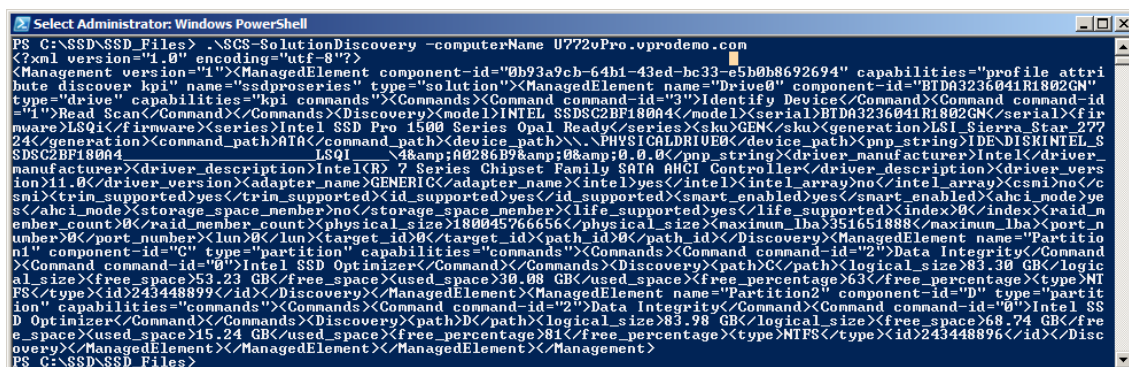 Select Administrator: Windows PowerShell
PS C:\SSD\SSD_Files> .\SCS-SolutionDiscovery -computerName U772vPro.vprodemo.com
<?xml version="1.0" encoding="utf-8"?>
<Management version="1"><ManagedElement component-id="0b93a9cb-64b1-43ed-bc33-e5b0b8692694" capabilities="profile attri
bute discover kpi" name="ssdproseries" type="solution"><ManagedElement name="Drive0" component-id="BTDA3236041R1802GN"
type="drive" capabilities="kpi commands"><Commands><Command command-id="3">Identify Device</Command><Command command-id
="1">Read Scan</Command></Commands><Discovery><model>INTEL SSDSC2BF180A4</model><serial>BTDA3236041R1802GN</serial><fir
mware>LSQi</firmware><series>Intel SSD Pro 1500 Series Opal Ready</series><sku>GEN</sku><generation>LSI_Sierra_Star_277
24</generation><command_path>ATA</command_path><device_path>\\.\PHYSICALDRIVE0</device_path><pnp_string>IDE\DISKINTEL_S
SDSC2BF180A4_____________________LSQI____\4&amp;A0286B9&amp;0&amp;0.0.0</pnp_string><driver_manufacturer>Intel</driver_
manufacturer><driver_description>Intel(R) 7 Series Chipset Family SATA AHCI Controller</driver_description><driver_vers
ion>11.0</driver_version><adapter_name>GENERIC</adapter_name><intel>yes</intel><intel_array>no</intel_array><csmi>no</c
smi><trim_supported>yes</trim_supported><id_supported>yes</id_supported><smart_enabled>yes</smart_enabled><ahci_mode>ye
s</ahci_mode><storage_space_member>no</storage_space_member><life_supported>yes</life_supported><index>0</index><raid_m
ember_count>0</raid_member_count><physical_size>180045766656</physical_size><maximum_lba>351651888</maximum_lba><port_n
umber>0</port_number><lun>0</lun><target_id>0</target_id><path_id>0</path_id></Discovery><ManagedElement name="Partitio
n1" component-id="C" type="partition" capabilities="commands"><Commands><Command command-id="2">Data Integrity</Command
><Command command-id="0">Intel SSD Optimizer</Command></Commands><Discovery><path>C</path><logical_size>83.30 GB</logic
al_size><free_space>53.23 GB</free_space><used_space>30.08 GB</used_space><free_percentage>63</free_percentage><type>NT
FS</type><id>243448899</id></Discovery></ManagedElement><ManagedElement name="Partition2" component-id="D" type="partit
ion" capabilities="commands"><Commands><Command command-id="2">Data Integrity</Command><Command command-id="0">Intel SS
D Optimizer</Command></Commands><Discovery><path>D</path><logical_size>83.98 GB</logical_size><free_space>68.74 GB</fre
e_space><used_space>15.24 GB</used_space><free_percentage>81</free_percentage><type>NTFS</type><id>243448896</id></Disc
overy></ManagedElement></ManagedElement></ManagedElement></Management>
PS C:\SSD\SSD_Files>